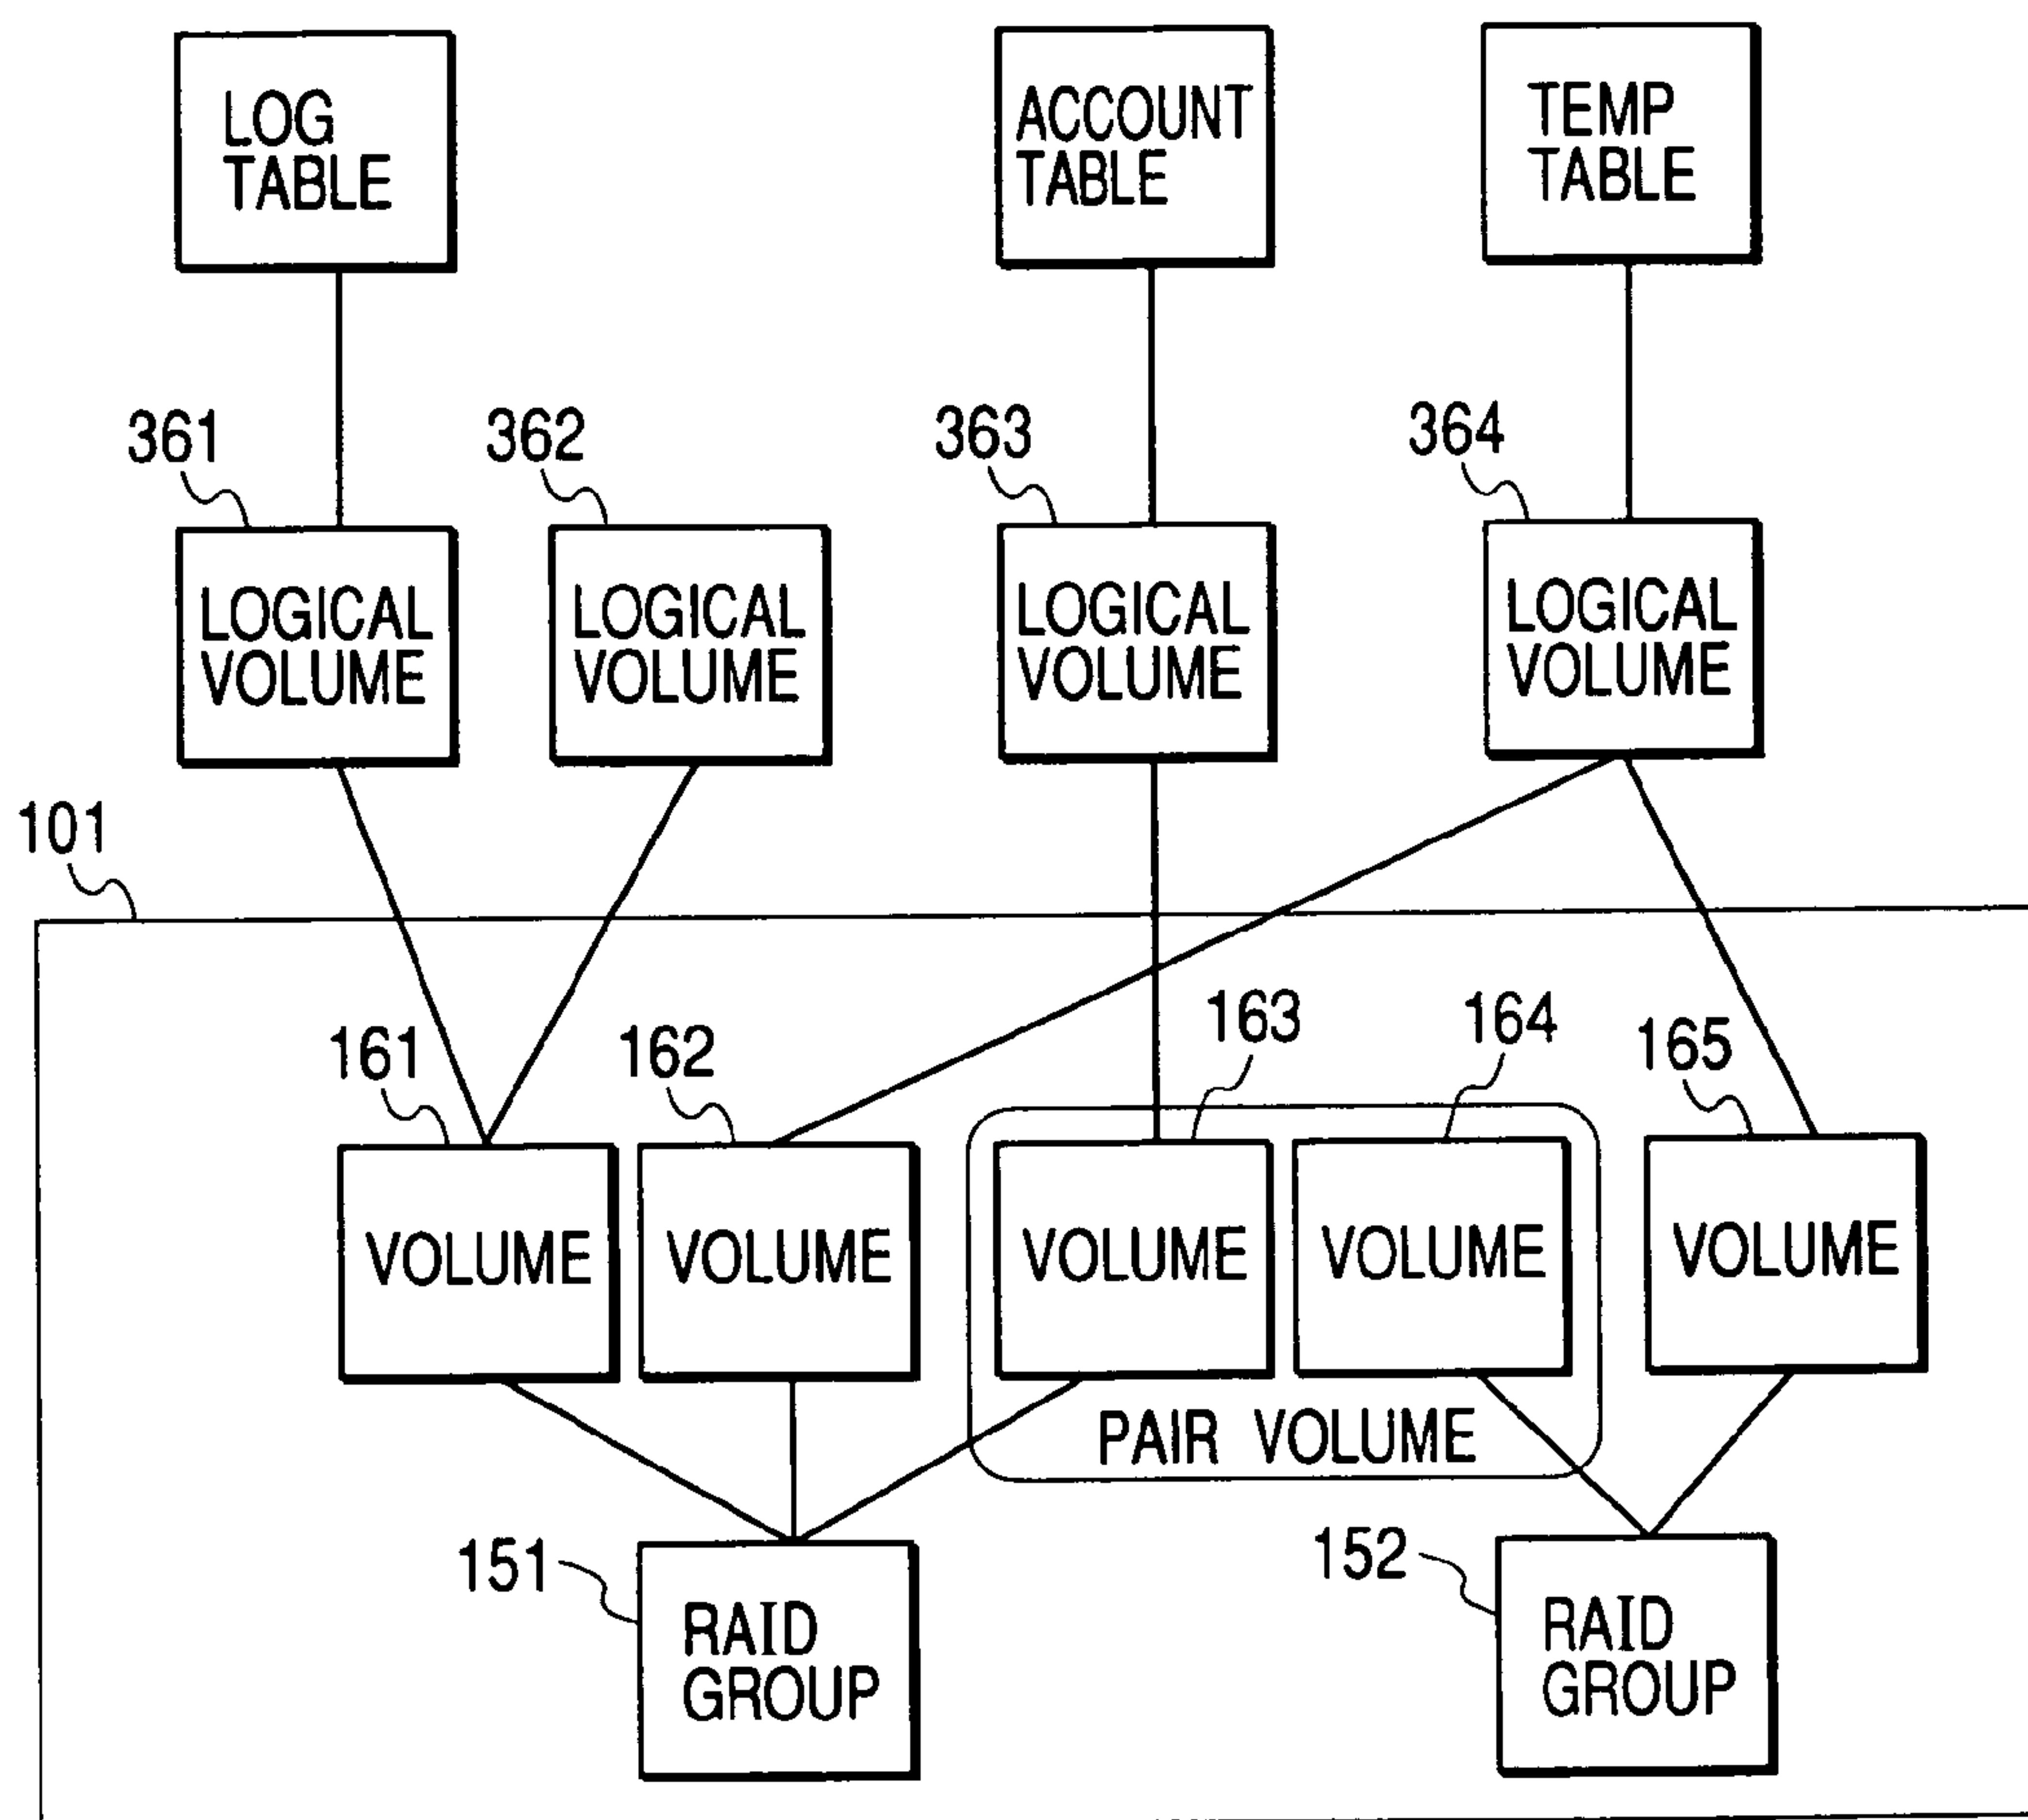 LOG
TABLE
ACCOUNT
TABLE
TEMP
TABLE
361
362
363
364
LOGICAL
VOLUME
LOGICAL
VOLUME
LOGICAL
VOLUME
LOGICAL
VOLUME
101
161
162
163
164
165
VOLUME
VOLUME
VOLUME
VOLUME
VOLUME
PAIR VOLUME
151
152
RAID
GROUP
RAID
GROUP